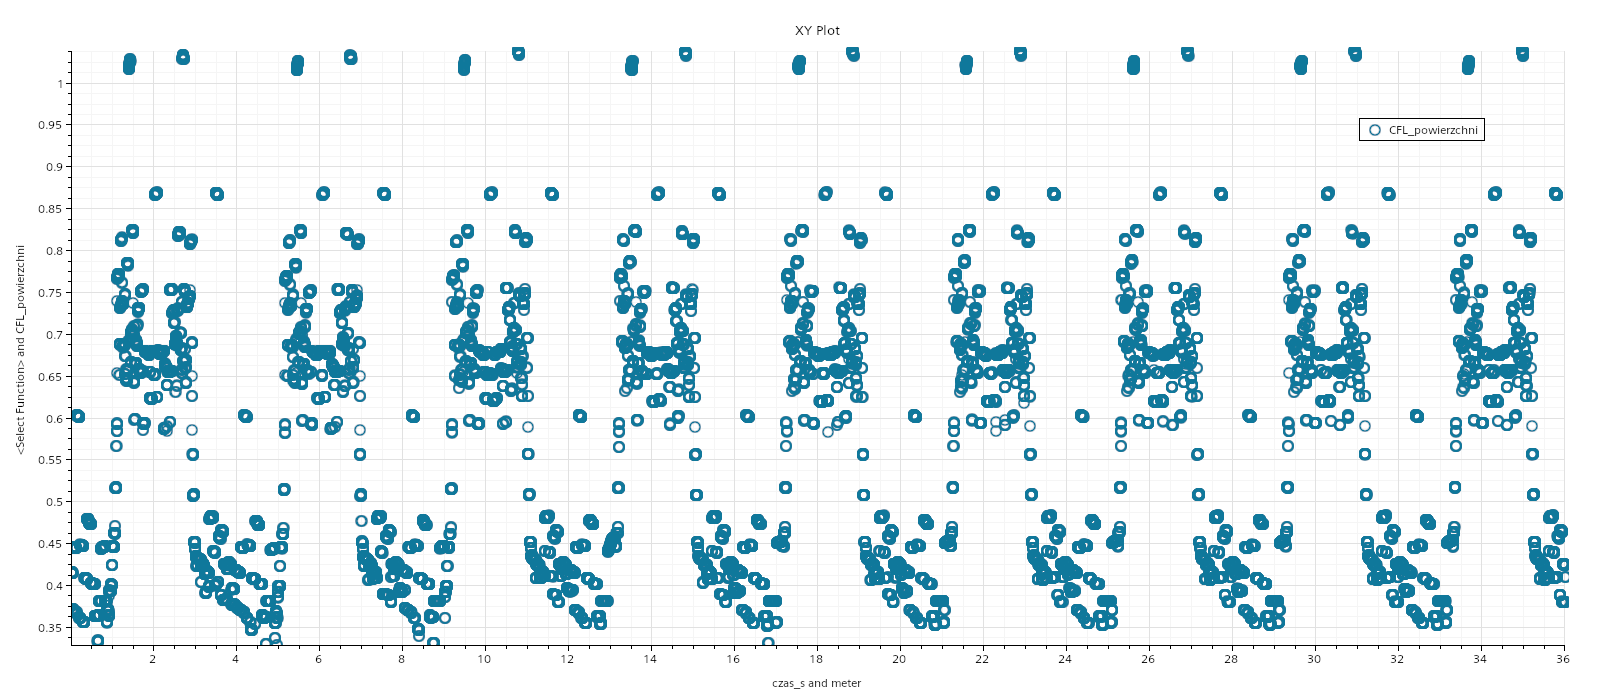 XY Plot
<Select Function> and CFL_powierzchni
1
0.95
0.9
0.85
0.8
0.75
0.7
0.65
0.6
0.55
0.5
0.45
0.4
0.35
CFL_powierzchni
2 4 6 8 10 12 14 16 18 20 22 24 26 28 30 32 34 36
czas_s and meter